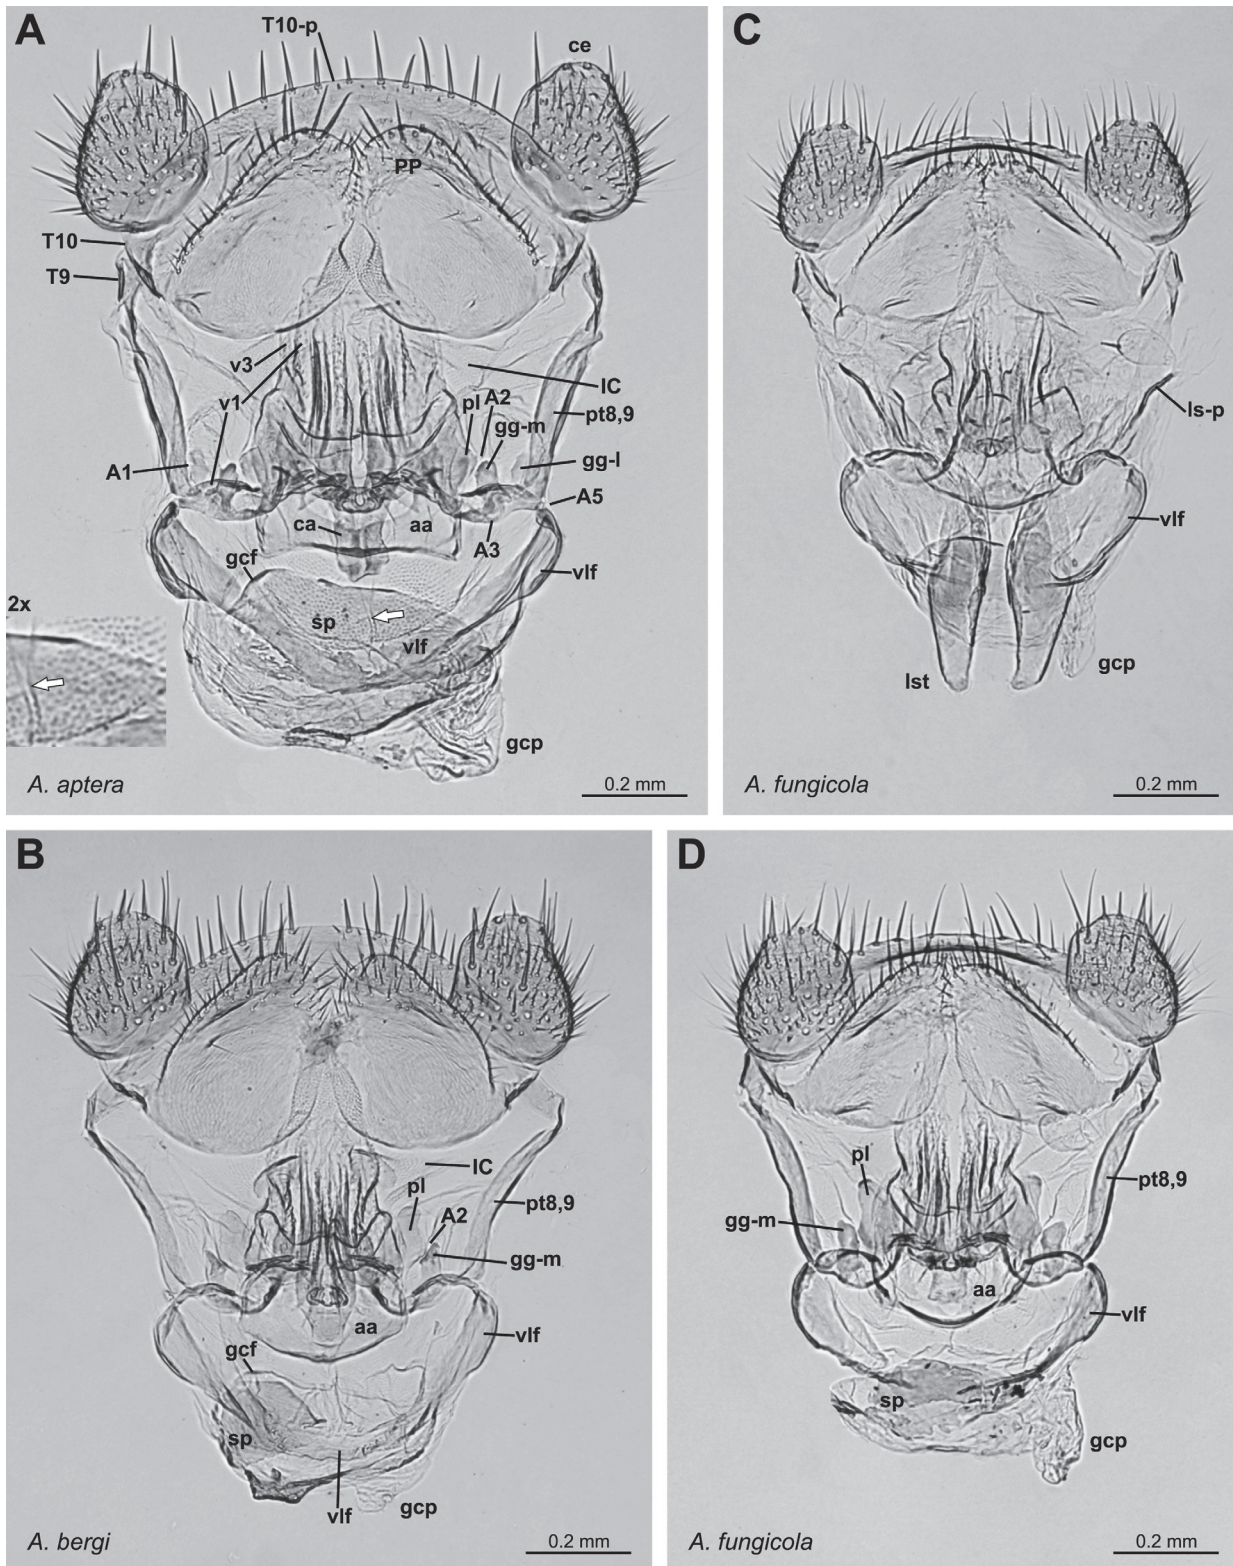 A
T10-p
ce
PP
T10
T9
v3
v1
IC
pl
A2
gg-m
pt8,9
A1
gg-l
A5
ca
aa
A3
gcf
vlf
2x
sp
vlf
gcp
A. aptera
0.2 mm
C
ls-p
vlf
gcp
lst
A. fungicola
0.2 mm
B
IC
pl
pt8,9
A2
gg-m
aa
vlf
gcf
sp
vlf
gcp
A. bergi
0.2 mm
D
pl
pt8,9
gg-m
aa
vlf
sp
gcp
A. fungicola
0.2 mm